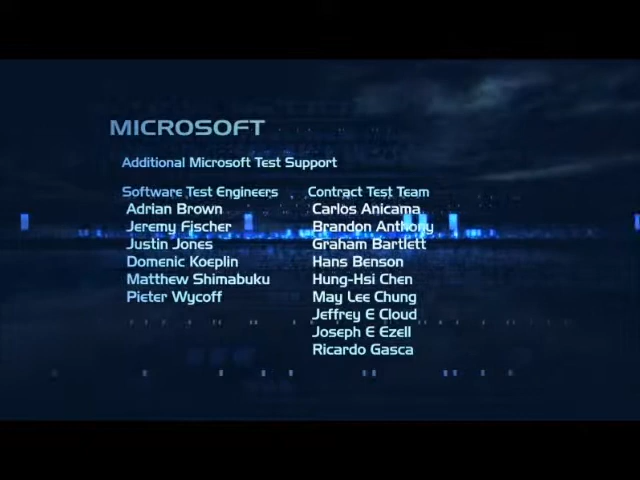 MICROSOFT
Additional Microsoft Test Support
Software Test Engineers
Adrian Brown
Jeremy Fischer
Justin Jones
Domenic Koeplin
Matthew Shimabuku
Pieter Wycoff
Contract Test Team
Carlos Anicama
Brandon Anthony
Graham Bartlett
Hans Benson
Hung-Hsi Chen
May Lee Chung
Jeffrey E Cloud
Joseph E Ezell
Ricardo Gasca